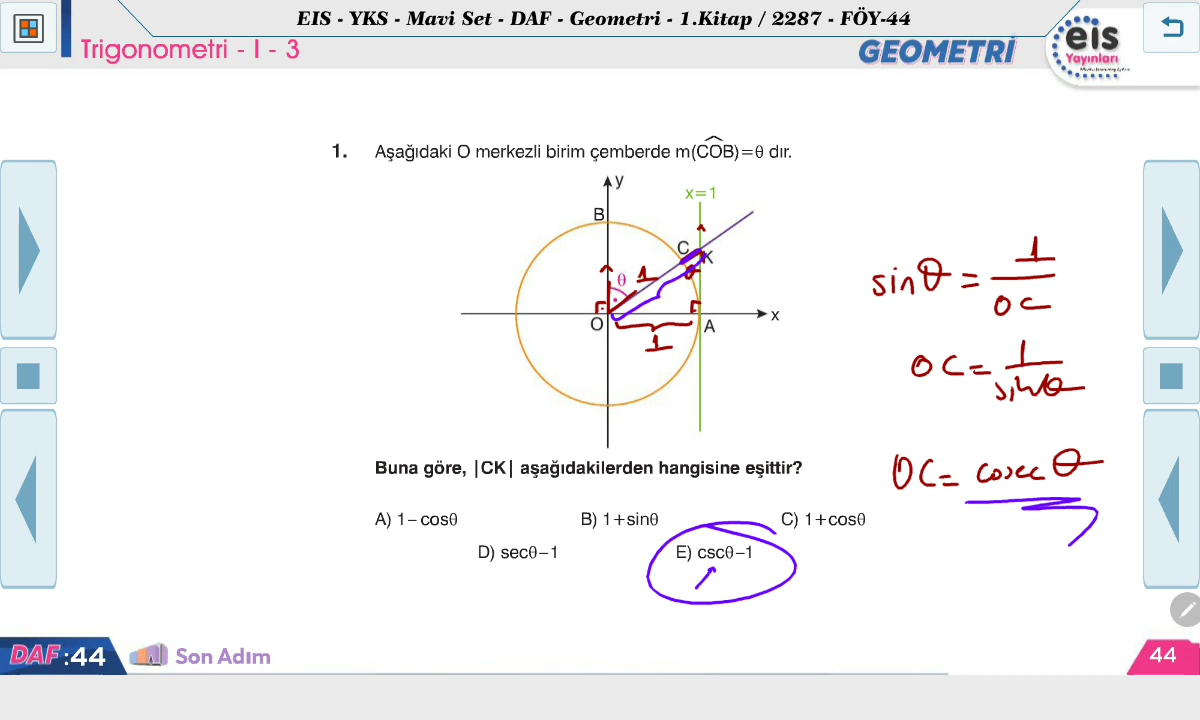 EIS - YKS - Mavi Set - DAF - Geometri - 1.Kitap / 2287 - FÖY-44
Trigonometri - I - 3
GEOMETRİ
eis
Yayınları
1. Aşağıdaki O merkezli birim çemberde m(COB)=θ dır.
y
x=1
B
C
K
θ
1
O
A
x
1
sinθ = 1/OC
OC = 1/sinθ
OC = cosec θ
Buna göre, |CK| aşağıdakilerden hangisine eşittir?
A) 1–cosθ B) 1+sinθ C) 1+cosθ
D) secθ–1 E) cscθ–1
DAF:44 Son Adım 44